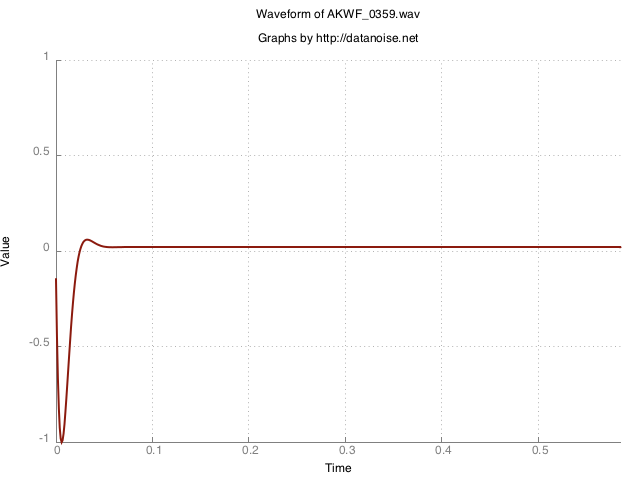 Waveform of AKWF_0359.wav
Graphs by http://datanoise.net
1
0.5
0
-0.5
-1
Value
0 0.1 0.2 0.3 0.4 0.5
Time